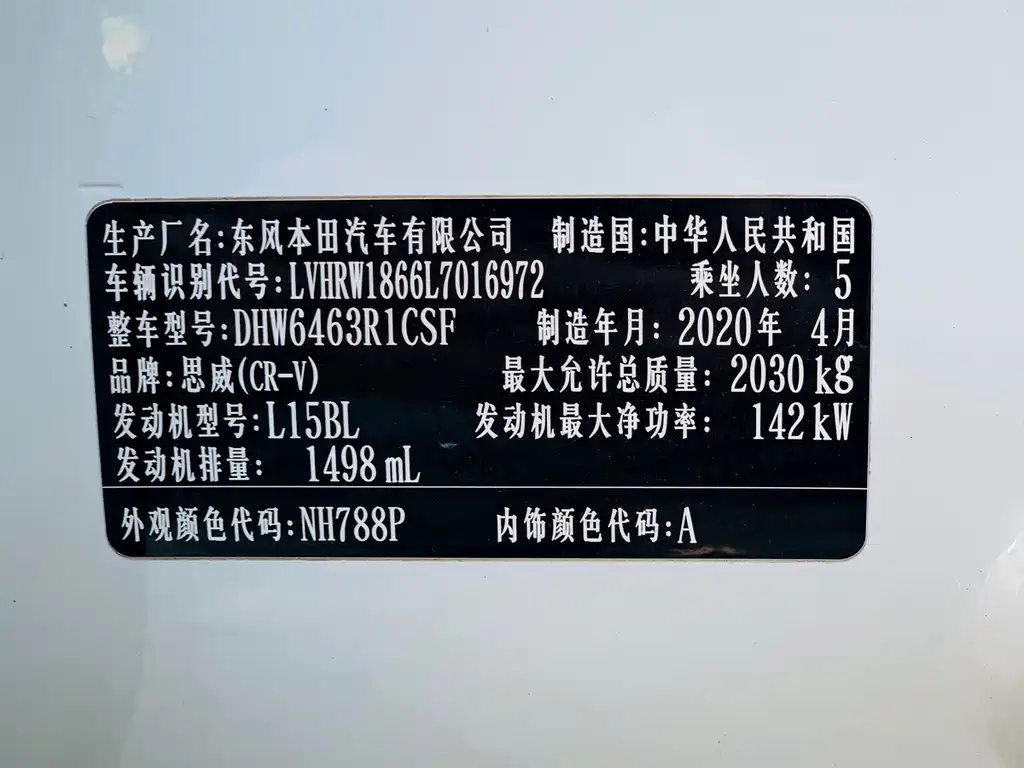 生产厂名:东风本田汽车有限公司 制造国:中华人民共和国
车辆识别代号:LVHRW1866L7016972 乘坐人数: 5
整车型号:DHW6463R1CSF 制造年月: 2020年 4月
品牌:思威(CR-V) 最大允许总质量: 2030 kg
发动机型号:L15BL 发动机最大净功率: 142 kW
发动机排量: 1498 mL
外观颜色代码:NH788P 内饰颜色代码:A